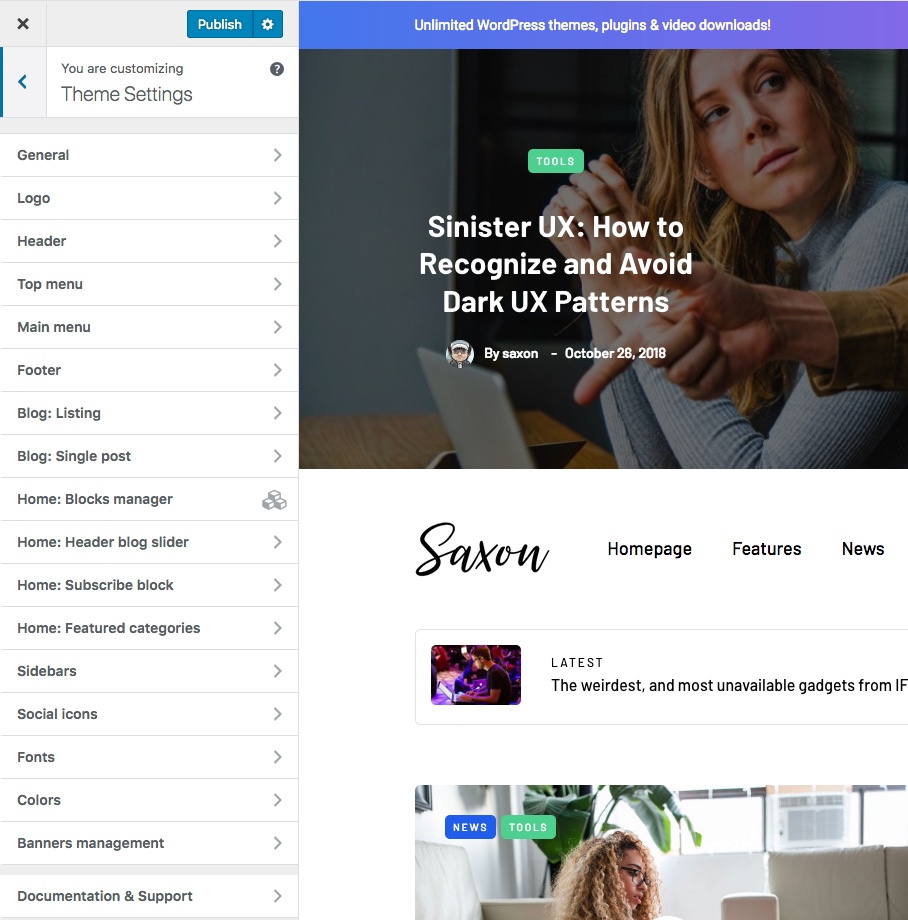 Publish
You are customizing
Theme Settings
General
Logo
Header
Top menu
Main menu
Footer
Blog: Listing
Blog: Single post
Home: Blocks manager
Home: Header blog slider
Home: Subscribe block
Home: Featured categories
Sidebars
Social icons
Fonts
Colors
Banners management
Documentation & Support
Unlimited WordPress themes, plugins & video downloads!
TOOLS
Sinister UX: How to
Recognize and Avoid
Dark UX Patterns
By saxon - October 26, 2018
Saxon
Homepage Features News
LATEST
The weirdest, and most unavailable gadgets from IF
NEWS TOOLS